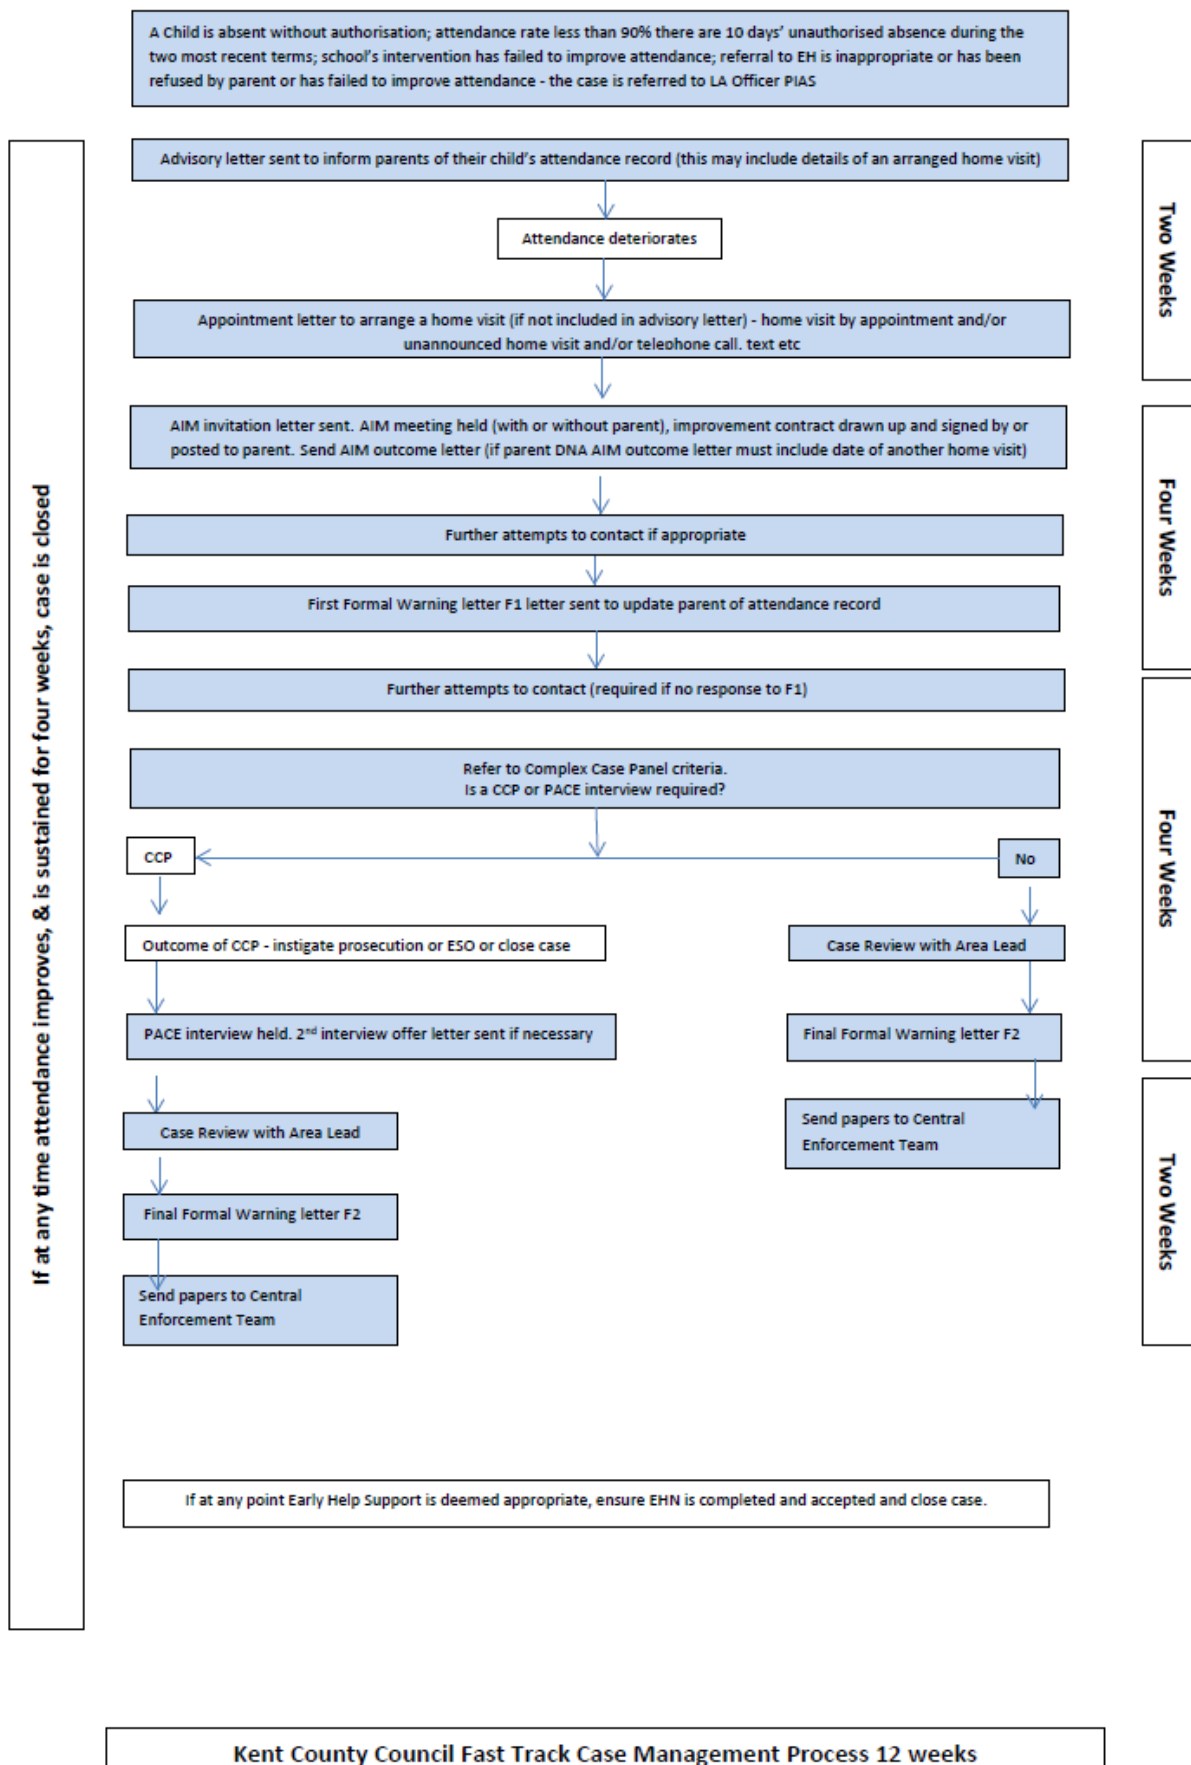 A Child is absent without authorisation; attendance rate less than 90% there are 10 days' unauthorised absence during the
two most recent terms; school's intervention has failed to improve attendance; referral to EH is inappropriate or has been
refused by parent or has failed to improve attendance - the case is referred to LA Officer PIAS
If at any time attendance improves, & is sustained for four weeks, case is closed
Advisory letter sent to inform parents of their child's attendance record (this may include details of an arranged home visit)
Two Weeks
Attendance deteriorates
Appointment letter to arrange a home visit (if not included in advisory letter) - home visit by appointment and/or
unannounced home visit and/or telephone call, text etc
AIM invitation letter sent. AIM meeting held (with or without parent), improvement contract drawn up and signed by or
posted to parent. Send AIM outcome letter (if parent DNA AIM outcome letter must include date of another home visit)
Four Weeks
Further attempts to contact if appropriate
First Formal Warning letter F1 letter sent to update parent of attendance record
Further attempts to contact (required if no response to F1)
Refer to Complex Case Panel criteria.
Is a CCP or PACE interview required?
Four Weeks
CCP
No
Outcome of CCP - instigate prosecution or ESO or close case
Case Review with Area Lead
PACE interview held. 2nd interview offer letter sent if necessary
Final Formal Warning letter F2
Case Review with Area Lead
Send papers to Central
Enforcement Team
Two Weeks
Final Formal Warning letter F2
Send papers to Central
Enforcement Team
If at any point Early Help Support is deemed appropriate, ensure EHN is completed and accepted and close case.
Kent County Council Fast Track Case Management Process 12 weeks